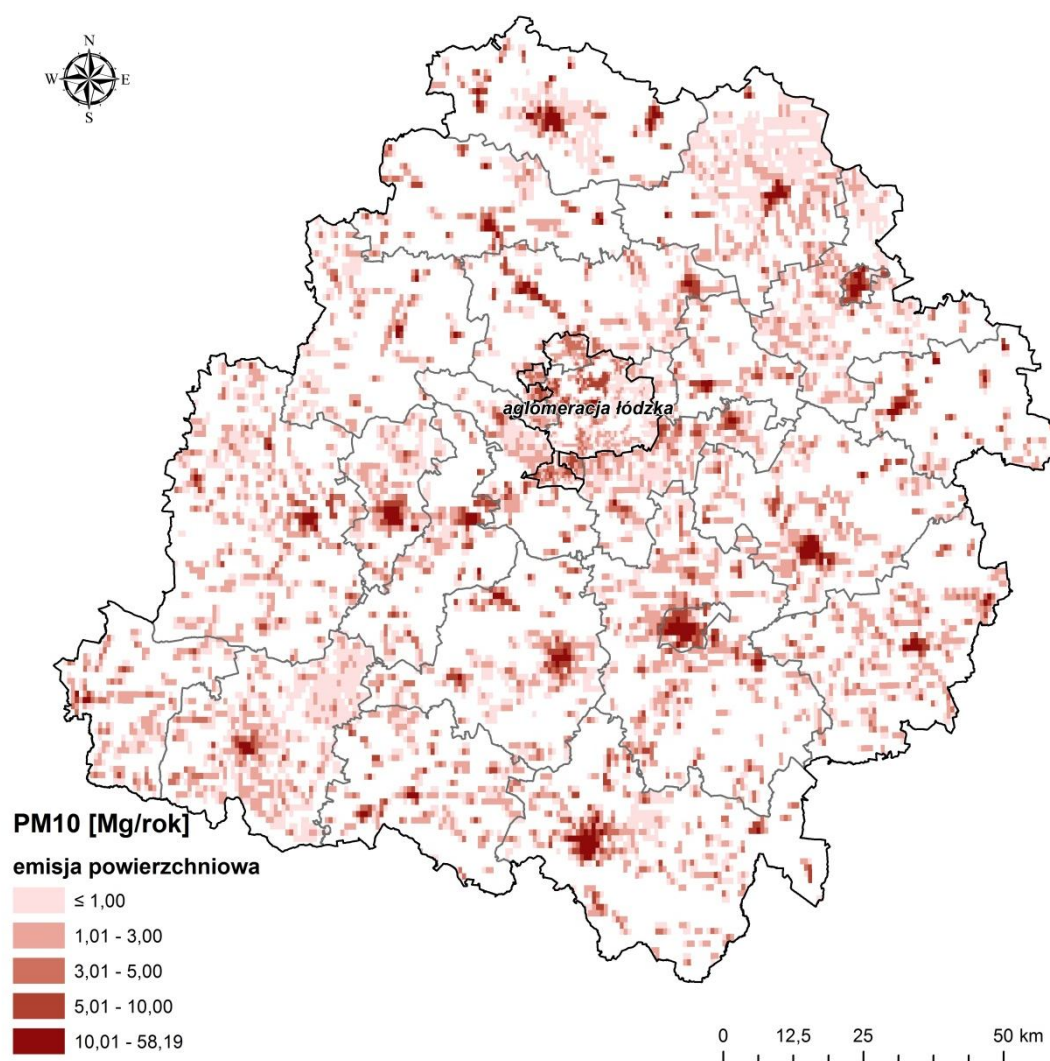 N
W E
S
aglomeracja łódzka
PM10 [Mg/rok]
emisja powierzchniowa
≤ 1,00
1,01 - 3,00
3,01 - 5,00
5,01 - 10,00
10,01 - 58,19
0 12,5 25 50 km